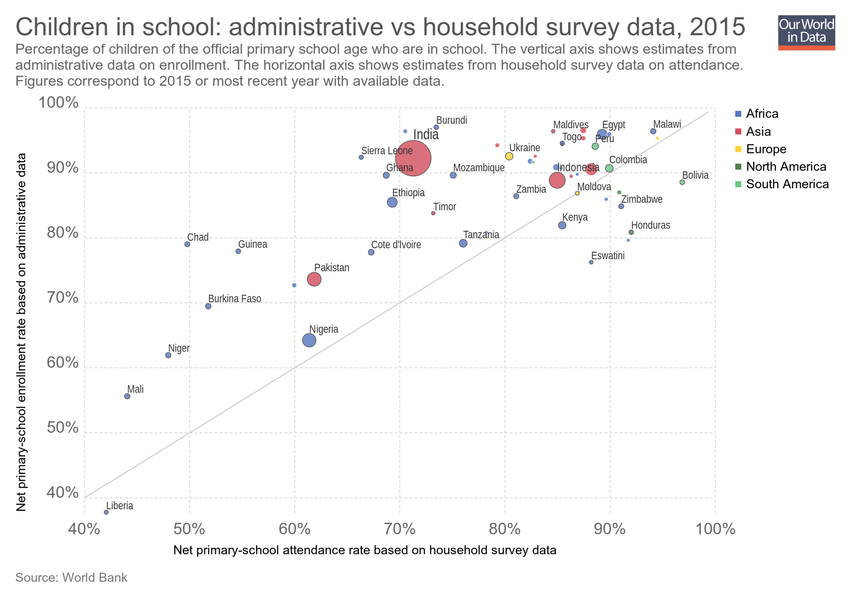 Children in school: administrative vs household survey data, 2015
Our World
in Data
Percentage of children of the official primary school age who are in school. The vertical axis shows estimates from
administrative data on enrollment. The horizontal axis shows estimates from household survey data on attendance.
Figures correspond to 2015 or most recent year with available data.
100%
90%
80%
70%
60%
50%
40%
Net primary-school enrollment rate based on administrative data
Burundi
India
Sierra Leone
Ghana
Mozambique
Ethiopia
Timor
Ukraine
Maldives
Togo
Egypt
Peru
Malawi
Colombia
Indonesia
Moldova
Bolivia
Zambia
Zimbabwe
Kenya
Honduras
Tanzania
Eswatini
Chad
Guinea
Cote d'Ivoire
Pakistan
Burkina Faso
Nigeria
Niger
Mali
Liberia
40%
50%
60%
70%
80%
90%
100%
Net primary-school attendance rate based on household survey data
Africa
Asia
Europe
North America
South America
Source: World Bank